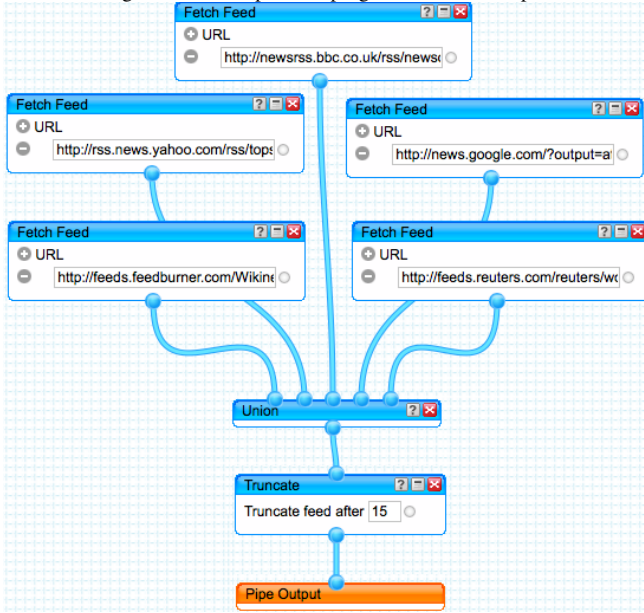 Fetch Feed
URL
http://newsrss.bbc.co.uk/rss/newso
Fetch Feed
URL
http://rss.news.yahoo.com/rss/tops
Fetch Feed
URL
http://news.google.com/?output=at
Fetch Feed
URL
http://feeds.feedburner.com/Wikine
Fetch Feed
URL
http://feeds.reuters.com/reuters/wo
Union
Truncate
Truncate feed after 15
Pipe Output